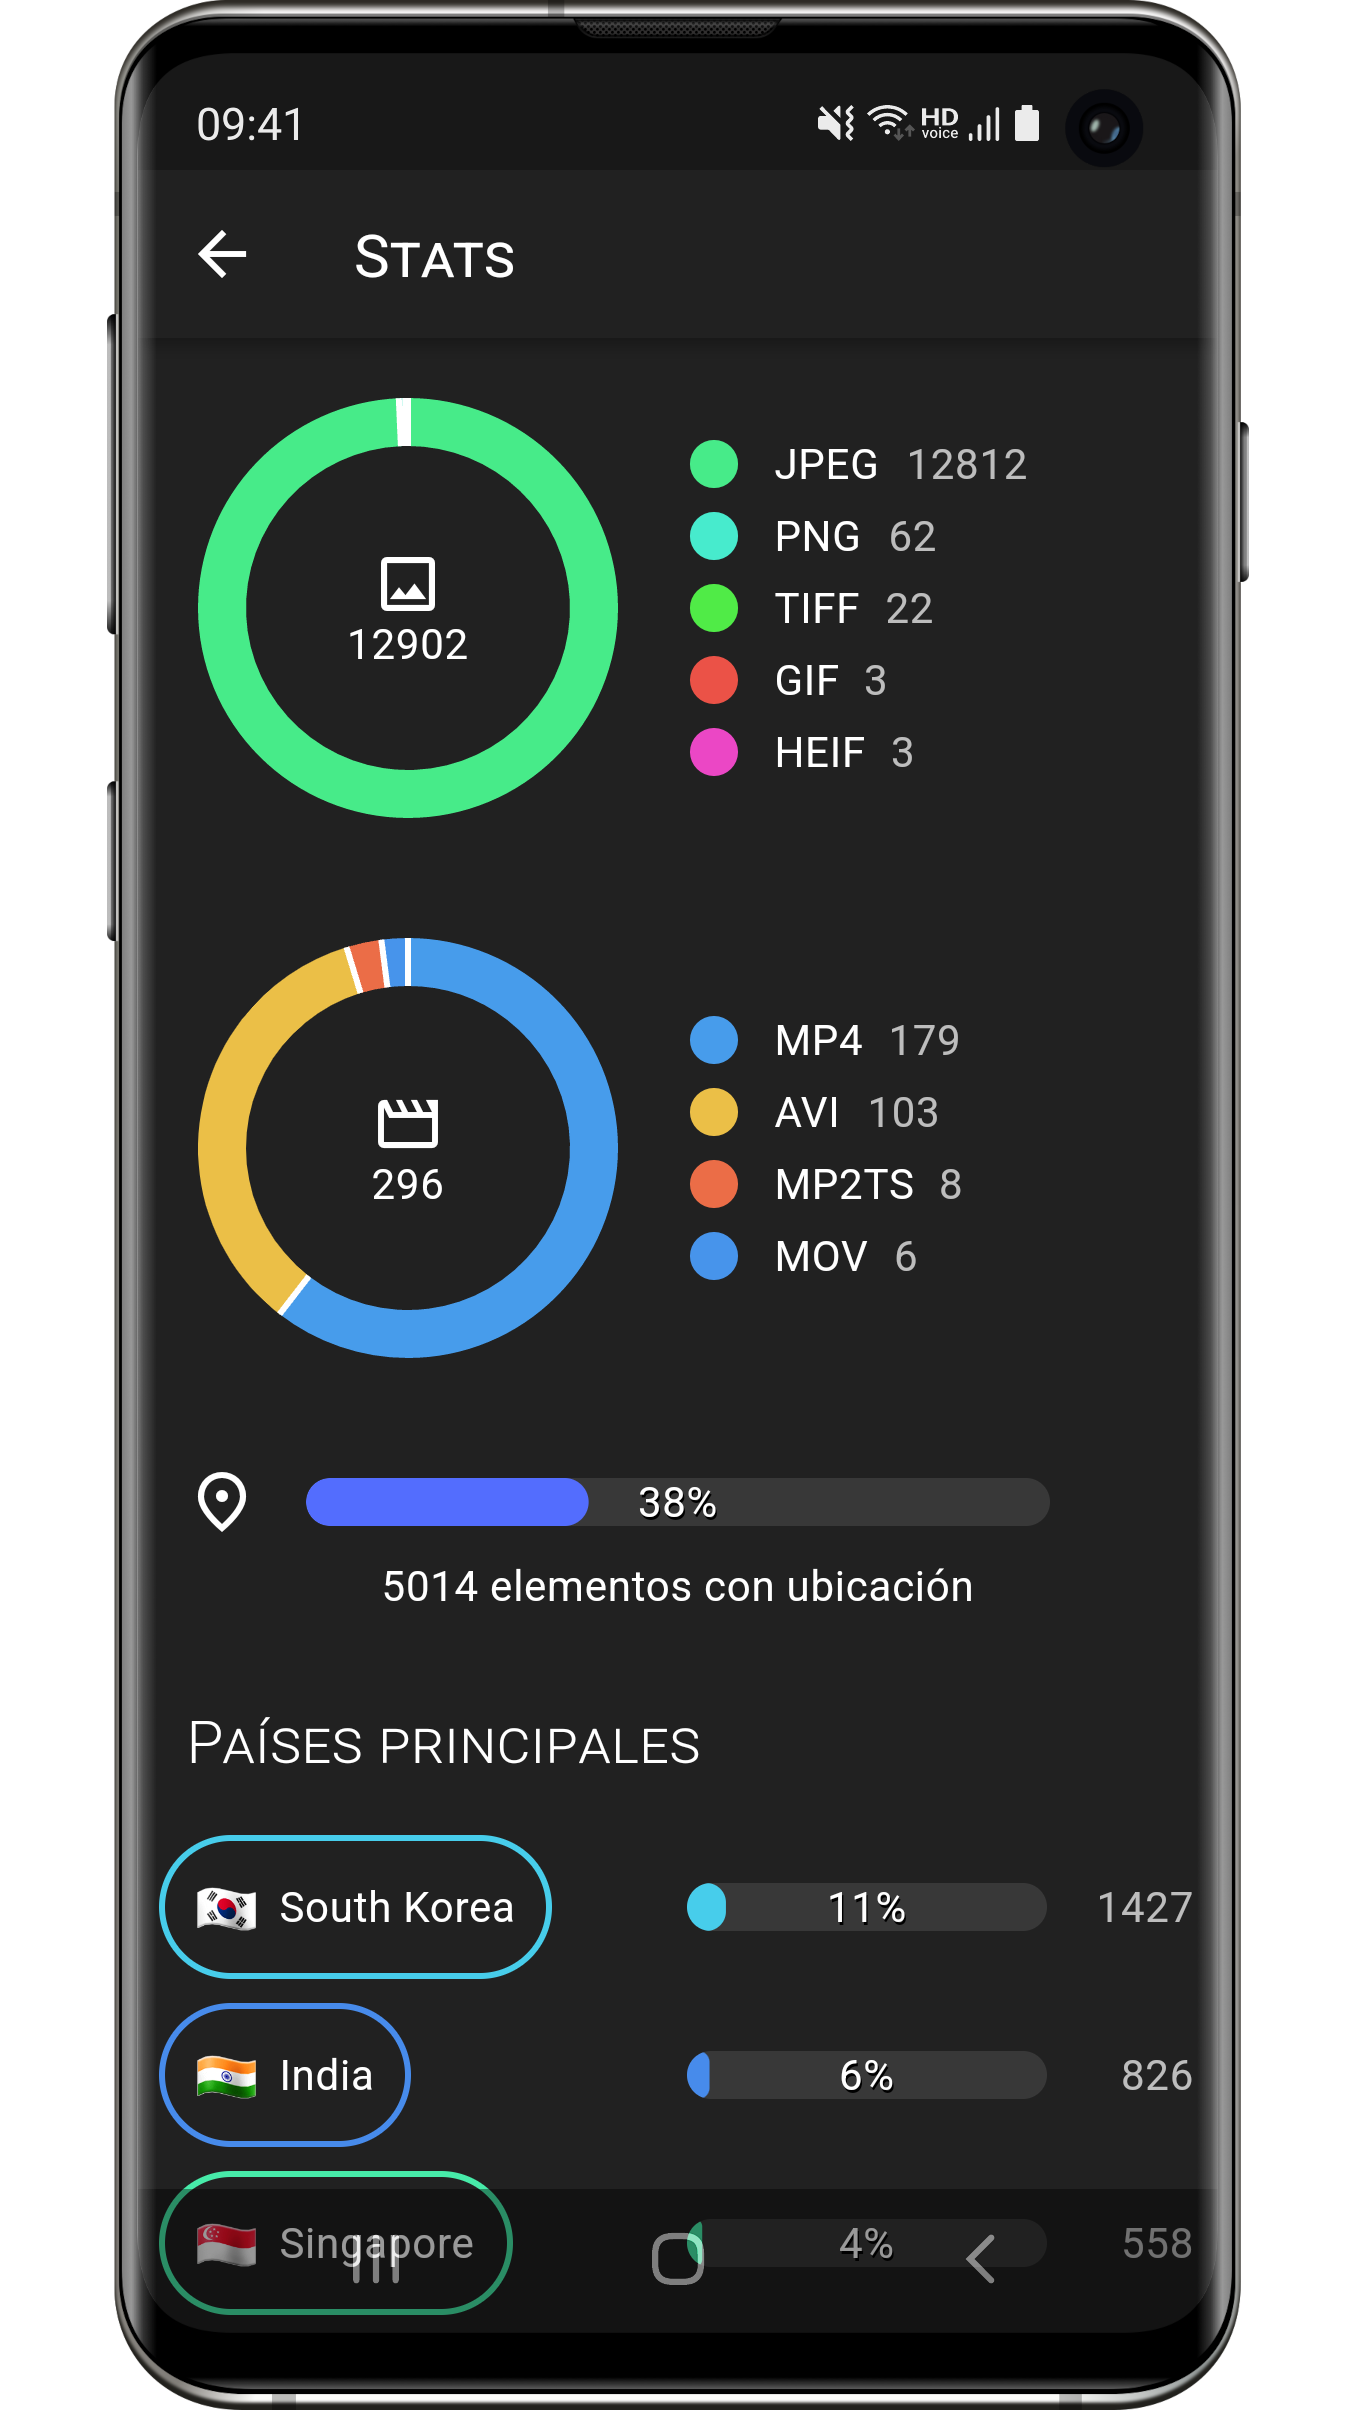 09:41
HD
voice
Stats
JPEG 12812
PNG 62
TIFF 22
GIF 3
HEIF 3
12902
MP4 179
AVI 103
MP2TS 8
MOV 6
296
38%
5014 elementos con ubicación
Países principales
South Korea 11% 1427
India 6% 826
Singapore 4% 558